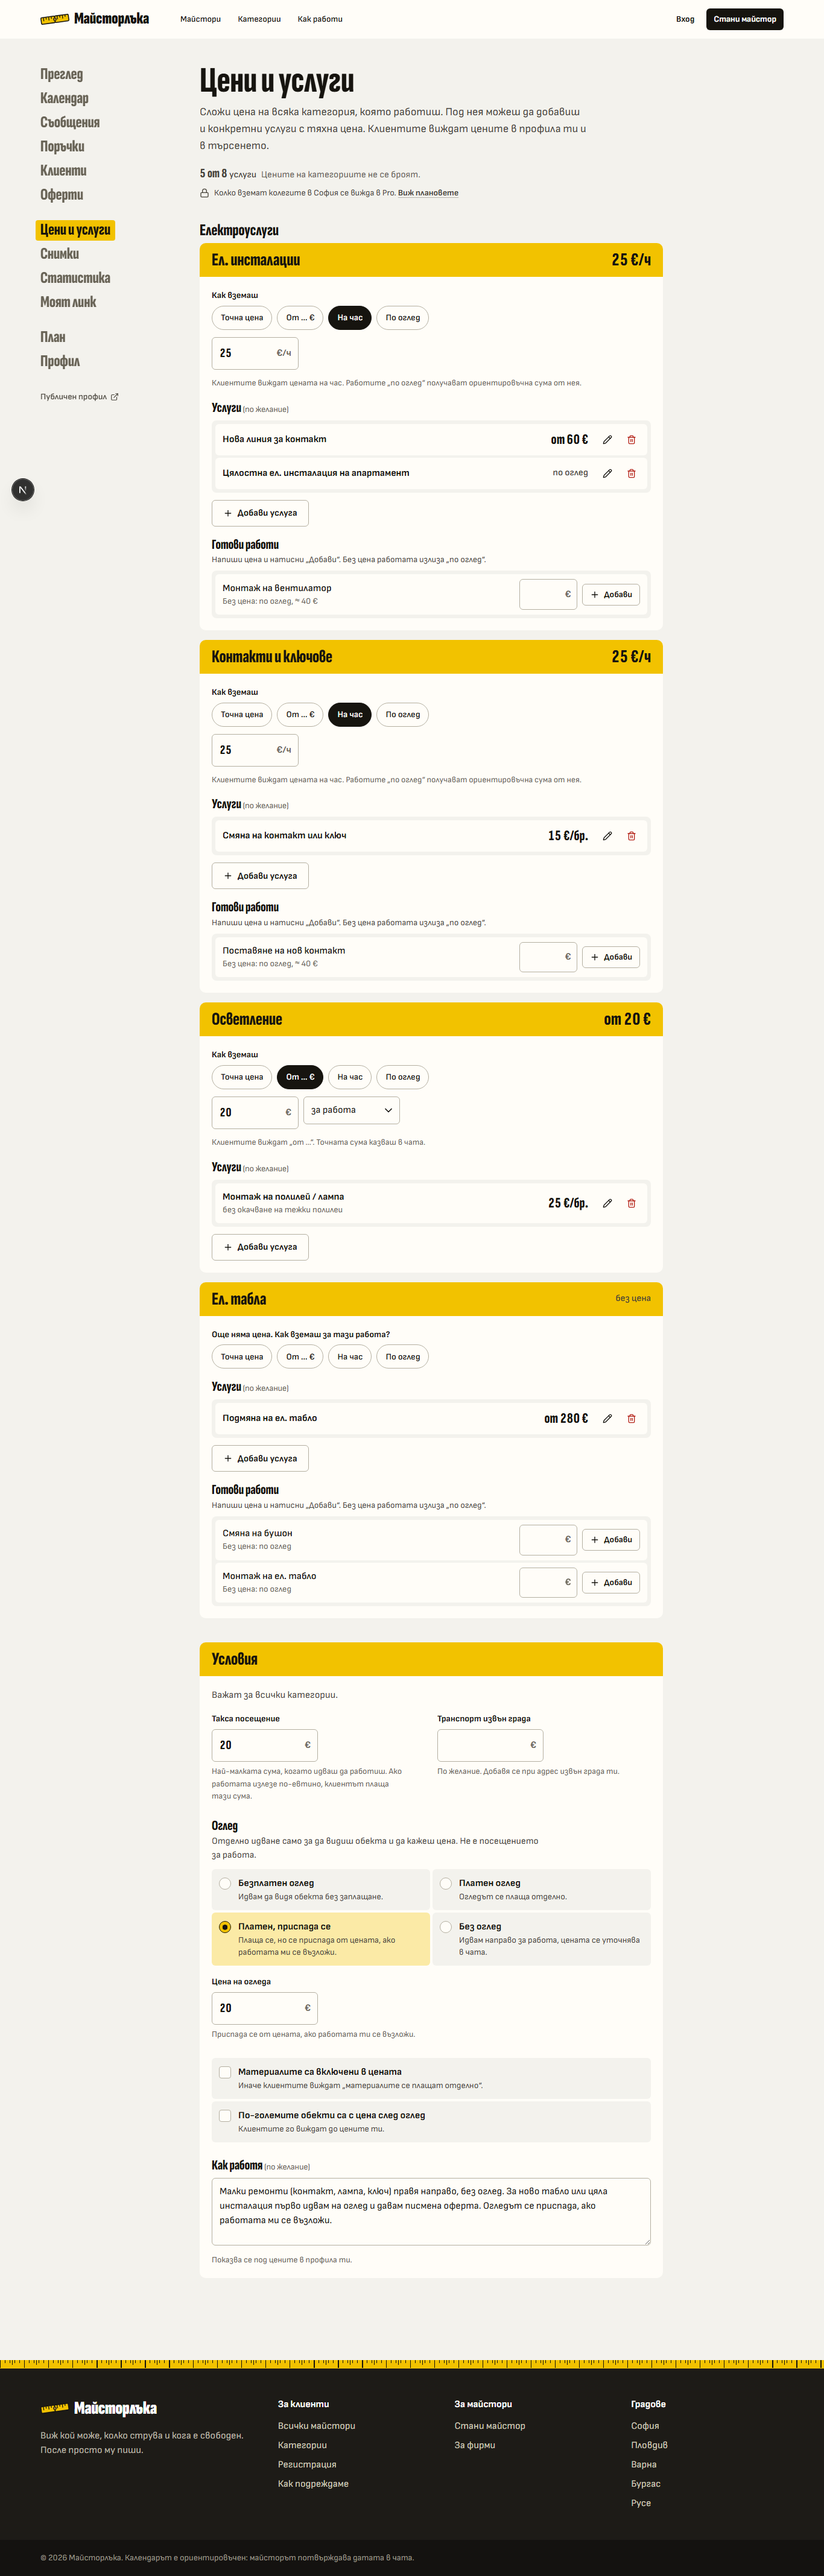 Майсторлъка
Майстори
Категории
Как работи
Вход
Стани майстор
Преглед
Календар
Съобщения
Поръчки
Клиенти
Оферти
Цени и услуги
Снимки
Статистика
Моят линк
План
Профил
Публичен профил
N
Цени и услуги
Сложи цена на всяка категория, която работиш. Под нея можеш да добавиш
и конкретни услуги с тяхна цена. Клиентите виждат цените в профила ти и
в търсенето.
5 от 8 услуги Цените на категориите не се броят.
Колко вземат колегите в София се вижда в Pro. Виж плановете
Електроуслуги
Ел. инсталации
25 €/ч
Как вземаш
Точна цена
От ... €
На час
По оглед
25 €/ч
Клиентите виждат цената на час. Работите „по оглед“ получават ориентировъчна сума от нея.
Услуги (по желание)
Нова линия за контакт
от 60 €
Цялостна ел. инсталация на апартамент
по оглед
Добави услуга
Готови работи
Напиши цена и натисни „Добави“. Без цена работата излиза „по оглед“.
Монтаж на вентилатор
Без цена: по оглед, ≈ 40 €
€
Добави
Контакти и ключове
25 €/ч
Как вземаш
Точна цена
От ... €
На час
По оглед
25 €/ч
Клиентите виждат цената на час. Работите „по оглед“ получават ориентировъчна сума от нея.
Услуги (по желание)
Смяна на контакт или ключ
15 €/бр.
Добави услуга
Готови работи
Напиши цена и натисни „Добави“. Без цена работата излиза „по оглед“.
Поставяне на нов контакт
Без цена: по оглед, ≈ 40 €
€
Добави
Осветление
от 20 €
Как вземаш
Точна цена
От ... €
На час
По оглед
20 €
за работа
Клиентите виждат „от ...“. Точната сума казваш в чата.
Услуги (по желание)
Монтаж на полилей / лампа
без окачване на тежки полилеи
25 €/бр.
Добави услуга
Ел. табла
без цена
Още няма цена. Как вземаш за тази работа?
Точна цена
От ... €
На час
По оглед
Услуги (по желание)
Подмяна на ел. табло
от 280 €
Добави услуга
Готови работи
Напиши цена и натисни „Добави“. Без цена работата излиза „по оглед“.
Смяна на бушон
Без цена: по оглед
€
Добави
Монтаж на ел. табло
Без цена: по оглед
€
Добави
Условия
Важат за всички категории.
Такса посещение
20 €
Най-малката сума, когато идваш да работиш. Ако
работата излезе по-евтино, клиентът плаща
тази сума.
Транспорт извън града
€
По желание. Добавя се при адрес извън града ти.
Оглед
Отделно идване само за да видиш обекта и да кажеш цена. Не е посещението
за работа.
Безплатен оглед
Идвам да видя обекта без заплащане.
Платен оглед
Огледът се плаща отделно.
Платен, приспада се
Плаща се, но се приспада от цената, ако
работата ми се възложи.
Без оглед
Идвам направо за работа, цената се уточнява
в чата.
Цена на огледа
20 €
Приспада се от цената, ако работата ти се възложи.
Материалите са включени в цената
Иначе клиентите виждат „материалите се плащат отделно“.
По-големите обекти са с цена след оглед
Клиентите го виждат до цените ти.
Как работя (по желание)
Малки ремонти (контакт, лампа, ключ) правя направо, без оглед. За ново табло или цяла
инсталация първо идвам на оглед и давам писмена оферта. Огледът се приспада, ако
работата ми се възложи.
Показва се под цените в профила ти.
Майсторлъка
Виж кой може, колко струва и кога е свободен.
После просто му пиши.
За клиенти
Всички майстори
Категории
Регистрация
Как подреждаме
За майстори
Стани майстор
За фирми
Градове
София
Пловдив
Варна
Бургас
Русе
© 2026 Майсторлъка. Календарът е ориентировъчен: майсторът потвърждава датата в чата.